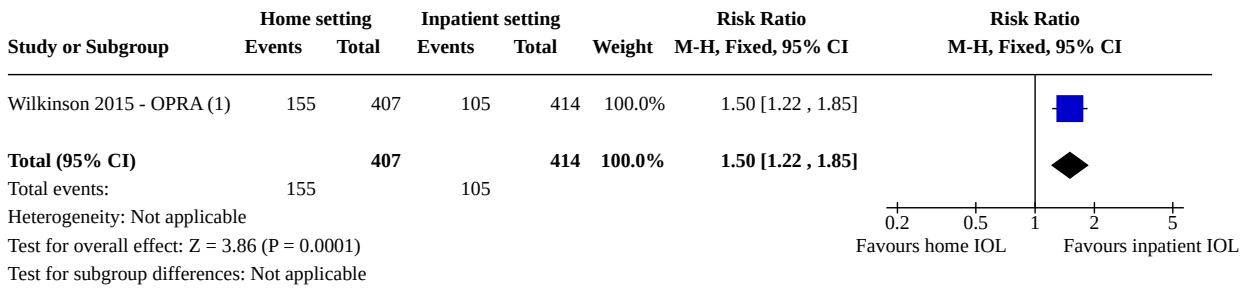 Home setting Inpatient setting Risk Ratio Risk Ratio
Study or Subgroup Events Total Events Total Weight M-H, Fixed, 95% CI M-H, Fixed, 95% CI
Wilkinson 2015 - OPRA (1) 155 407 105 414 100.0% 1.50 [1.22 , 1.85]
Total (95% CI) 407 414 100.0% 1.50 [1.22 , 1.85]
Total events: 155 105
Heterogeneity: Not applicable
0.2 0.5 1 2 5
Test for overall effect: Z = 3.86 (P = 0.0001) Favours home IOL Favours inpatient IOL
Test for subgroup differences: Not applicable